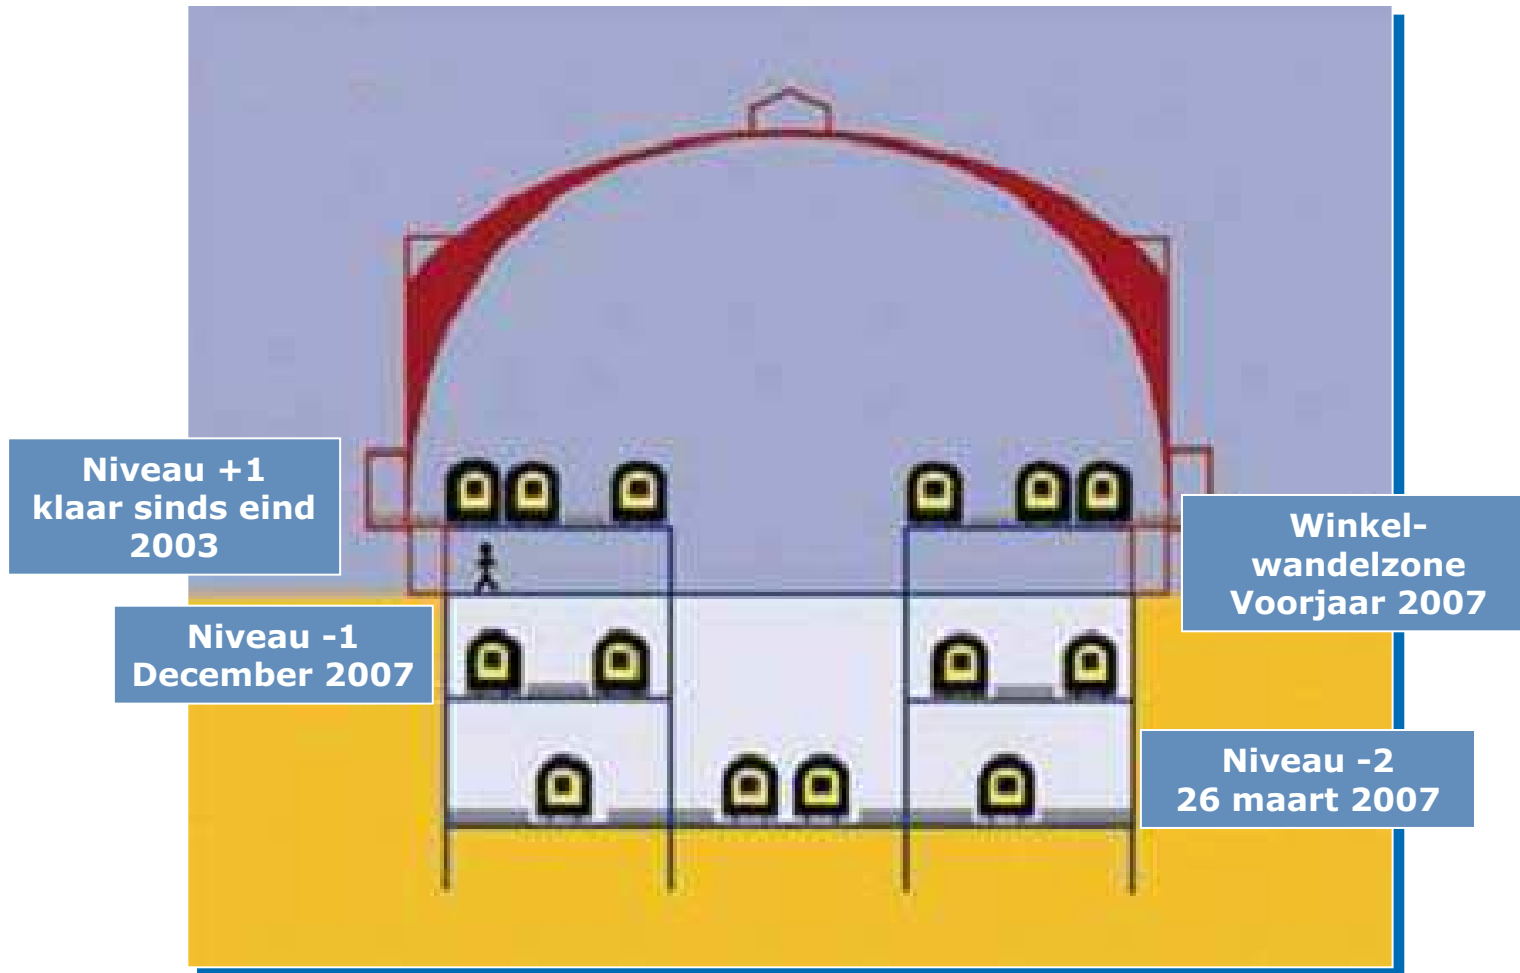 Niveau +1
klaar sinds eind
2003
Winkel-
wandelzone
Voorjaar 2007
Niveau -1
December 2007
Niveau -2
26 maart 2007